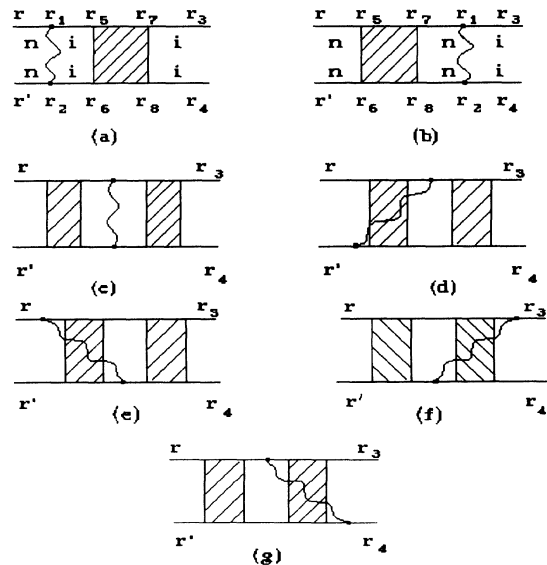 r r₁ r₅ r₇ r₃
n i i
n i i
r' r₂ r₆ r₈ r₄
(a)
r r₅ r₇ r₁ r₃
n n i
n n i
r' r₆ r₈ r₂ r₄
(b)
r r₃
r' r₄
(c)
r r₃
r' r₄
(d)
r r₃
r' r₄
(e)
r r₃
r' r₄
(f)
r r₃
r' r₄
(g)